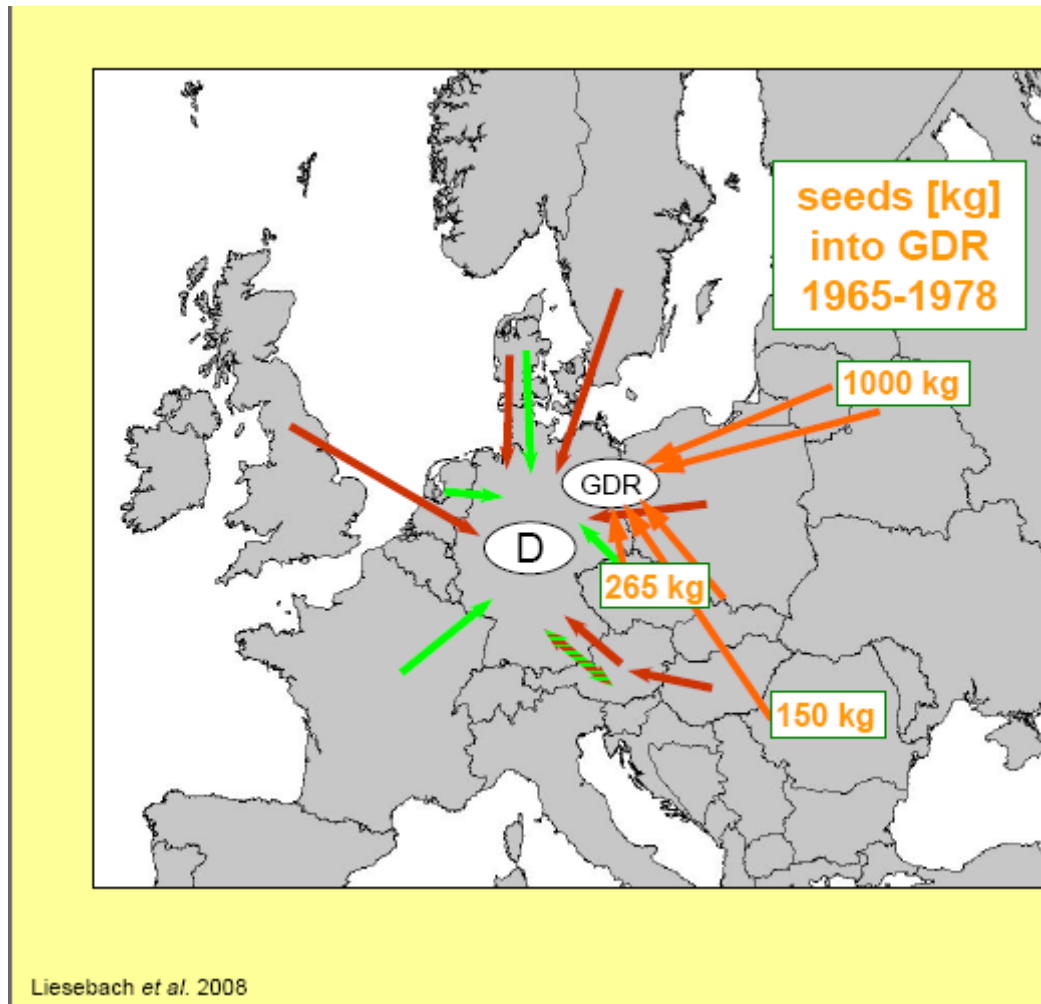 seeds [kg]
into GDR
1965-1978
1000 kg
GDR
D
265 kg
150 kg
Liesebach et al. 2008